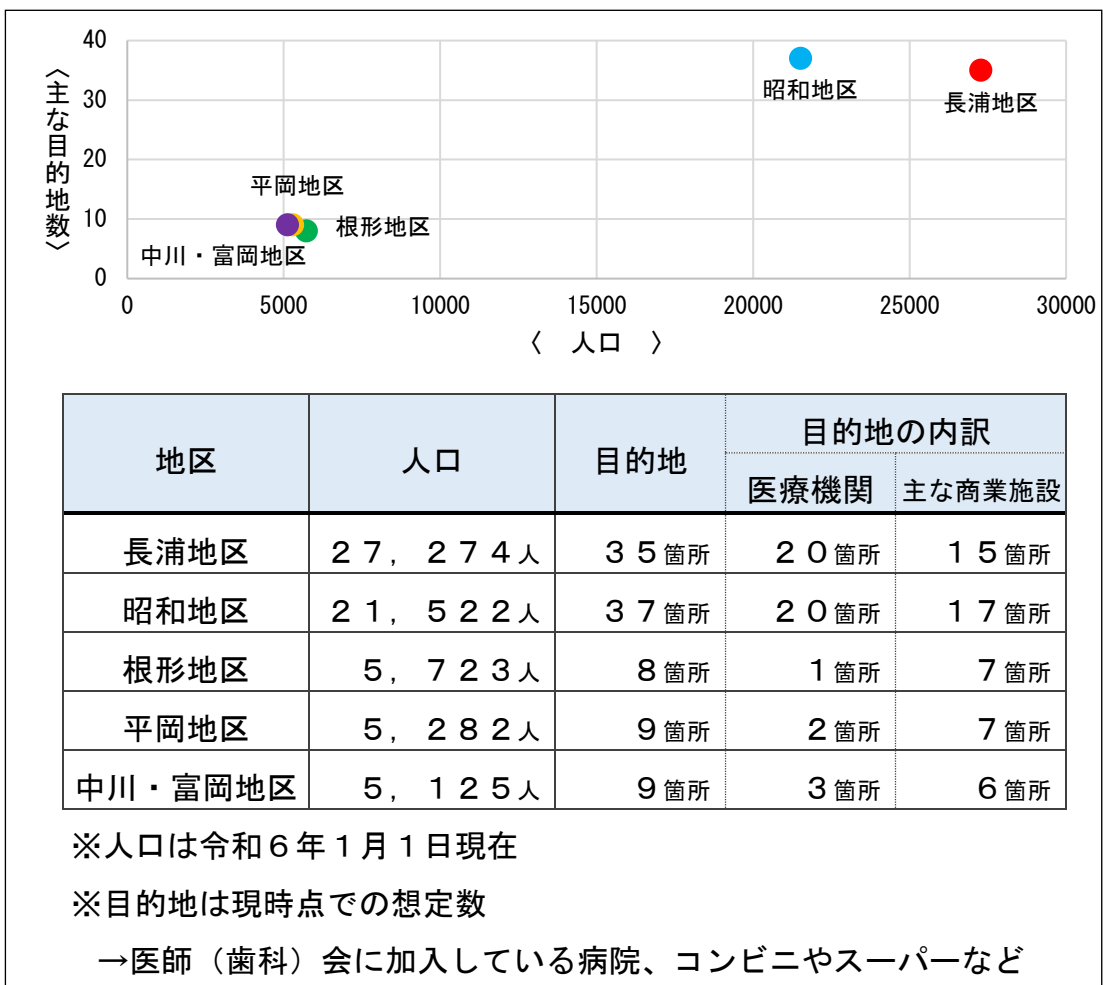 40
30
20
10
0
〈主な目的地数〉
昭和地区
長浦地区
平岡地区
根形地区
中川・富岡地区
0 5000 10000 15000 20000 25000 30000
〈 人口 〉
地区 人口 目的地 目的地の内訳
医療機関 主な商業施設
長浦地区 27,274人 35箇所 20箇所 15箇所
昭和地区 21,522人 37箇所 20箇所 17箇所
根形地区 5,723人 8箇所 1箇所 7箇所
平岡地区 5,282人 9箇所 2箇所 7箇所
中川・富岡地区 5,125人 9箇所 3箇所 6箇所
※人口は令和6年1月1日現在
※目的地は現時点での想定数
→医師（歯科）会に加入している病院、コンビニやスーパーなど